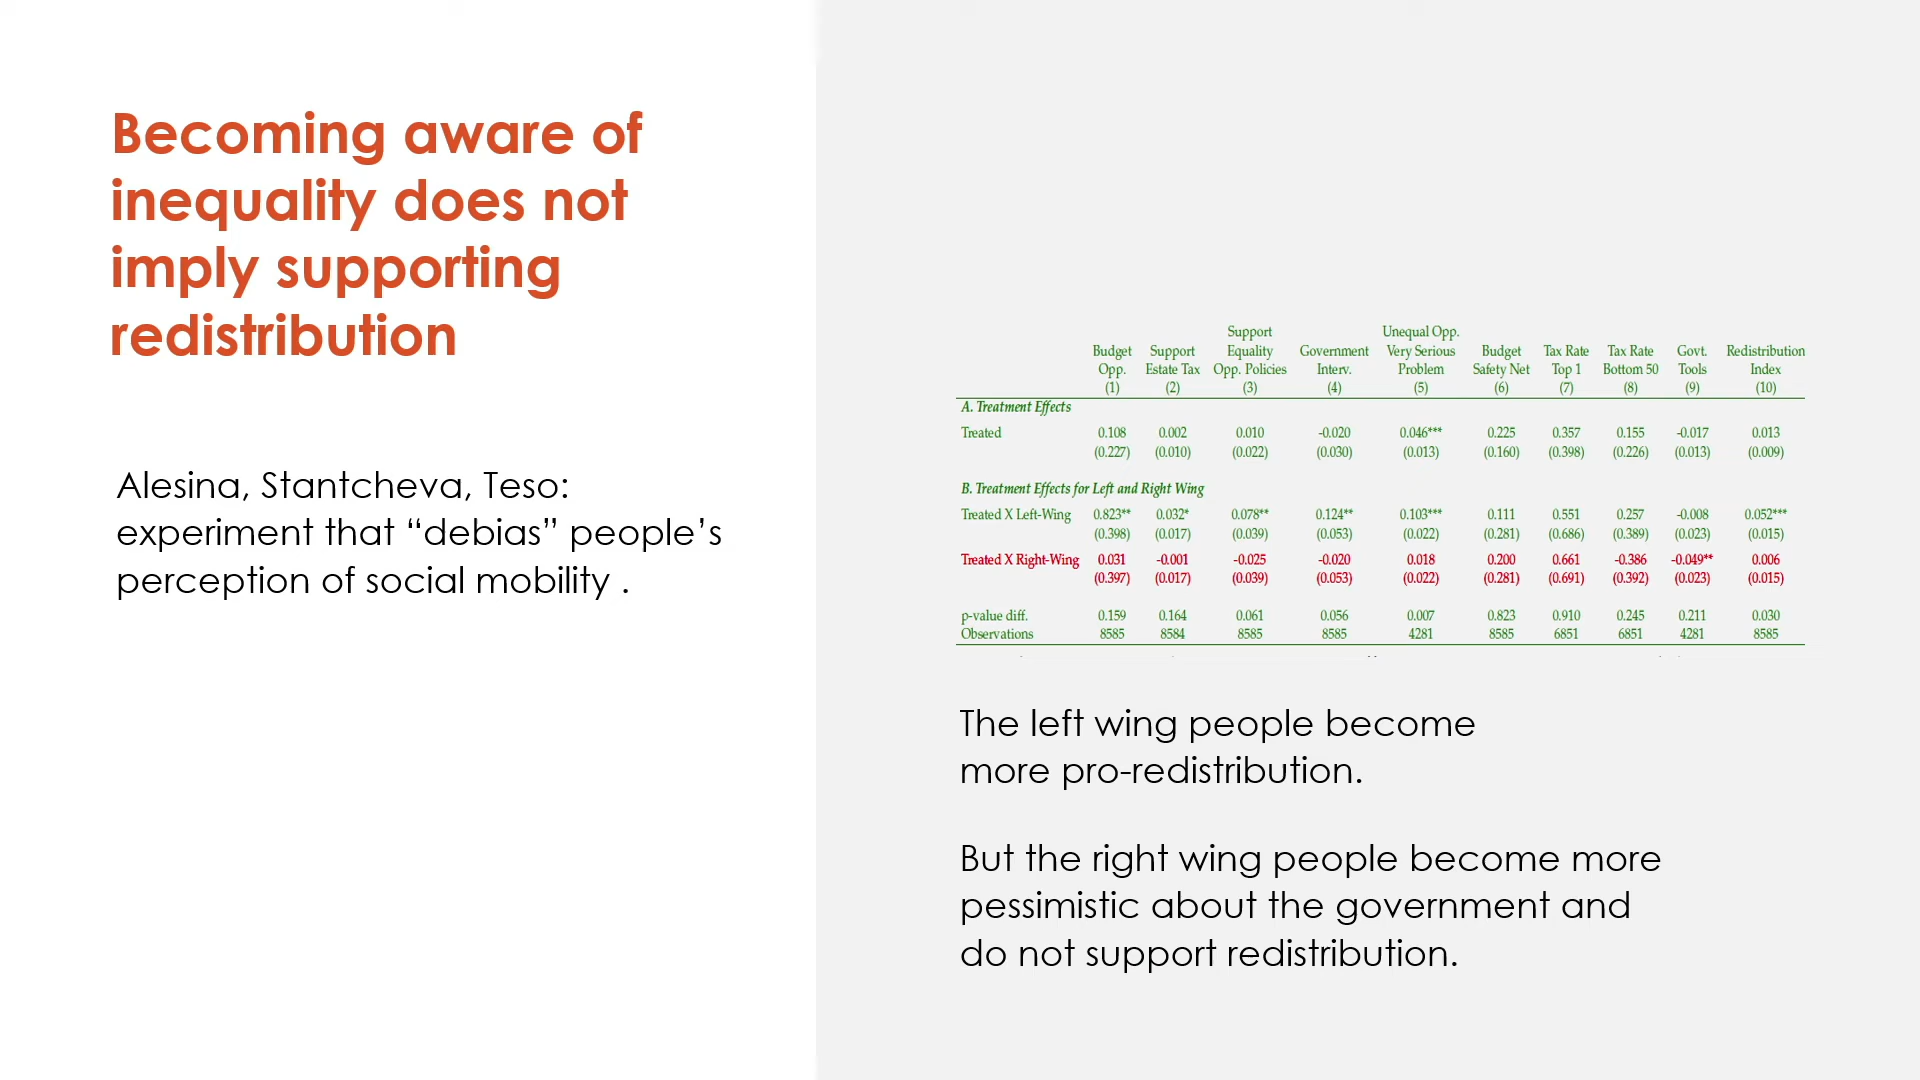 Becoming aware of
inequality does not
imply supporting
redistribution
Alesina, Stantcheva, Teso:
experiment that “debias” people’s
perception of social mobility .
Support Unequal Opp.
Budget Support Equality Government Very Serious Budget Tax Rate Tax Rate Govt. Redistribution
Opp. Estate Tax Opp. Policies Interv. Problem Safety Net Top 1 Bottom 50 Tools Index
(1) (2) (3) (4) (5) (6) (7) (8) (9) (10)
A. Treatment Effects
Treated 0.108 0.002 0.010 -0.020 0.046*** 0.225 0.357 0.155 -0.017 0.013
(0.227) (0.010) (0.022) (0.030) (0.013) (0.160) (0.398) (0.226) (0.013) (0.009)
B. Treatment Effects for Left and Right Wing
Treated X Left-Wing 0.823** 0.032* 0.078** 0.124** 0.103*** 0.111 0.551 0.257 -0.008 0.052***
(0.398) (0.017) (0.039) (0.053) (0.022) (0.281) (0.686) (0.389) (0.023) (0.015)
Treated X Right-Wing 0.031 -0.001 -0.025 -0.020 0.018 0.200 0.661 -0.386 -0.049** 0.006
(0.397) (0.017) (0.039) (0.053) (0.022) (0.281) (0.691) (0.392) (0.023) (0.015)
p-value diff. 0.159 0.164 0.061 0.056 0.007 0.823 0.910 0.245 0.211 0.030
Observations 8585 8584 8585 8585 4281 8585 6851 6851 4281 8585
The left wing people become
more pro-redistribution.
But the right wing people become more
pessimistic about the government and
do not support redistribution.